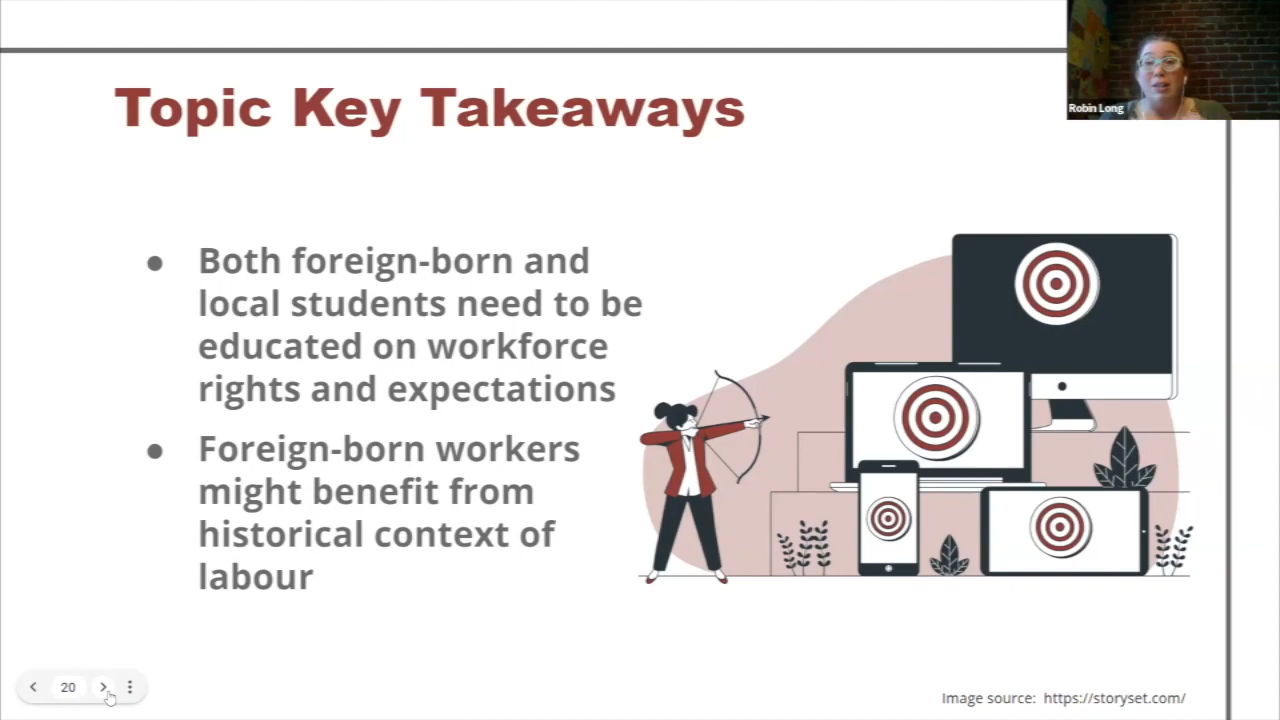 Topic Key Takeaways
Robin Long
● Both foreign-born and
local students need to be
educated on workforce
rights and expectations
● Foreign-born workers
might benefit from
historical context of
labour
20
Image source: https://storyset.com/